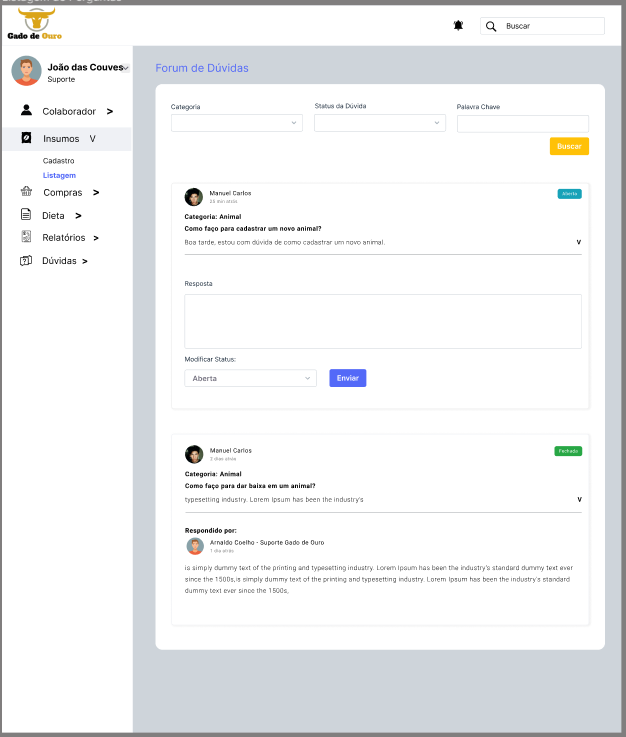 Listagem de Perguntas
Gado de Ouro
Buscar
João das Couves
Suporte
Colaborador >
Insumos V
Cadastro
Listagem
Compras >
Dieta >
Relatórios >
Dúvidas >
Forum de Dúvidas
Categoria
Status da Dúvida
Palavra Chave
Buscar
Manuel Carlos
25 min atrás
Aberta
Categoria: Animal
Como faço para cadastrar um novo animal?
Boa tarde, estou com dúvida de como cadastrar um novo animal.
V
Resposta
Modificar Status:
Aberta
Enviar
Manuel Carlos
2 dias atrás
Fechada
Categoria: Animal
Como faço para dar baixa em um animal?
typesetting industry. Lorem Ipsum has been the industry's
V
Respondido por:
Arnaldo Coelho - Suporte Gado de Ouro
1 dia atrás
is simply dummy text of the printing and typesetting industry. Lorem Ipsum has been the industry's standard dummy text ever
since the 1500s,is simply dummy text of the printing and typesetting industry. Lorem Ipsum has been the industry's standard
dummy text ever since the 1500s,